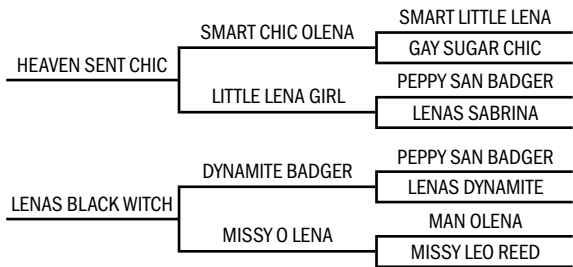 SMART LITTLE LENA
SMART CHIC OLENA
GAY SUGAR CHIC
HEAVEN SENT CHIC
PEPPY SAN BADGER
LITTLE LENA GIRL
LENAS SABRINA
PEPPY SAN BADGER
DYNAMITE BADGER
LENAS DYNAMITE
LENAS BLACK WITCH
MAN OLENA
MISSY O LENA
MISSY LEO REED